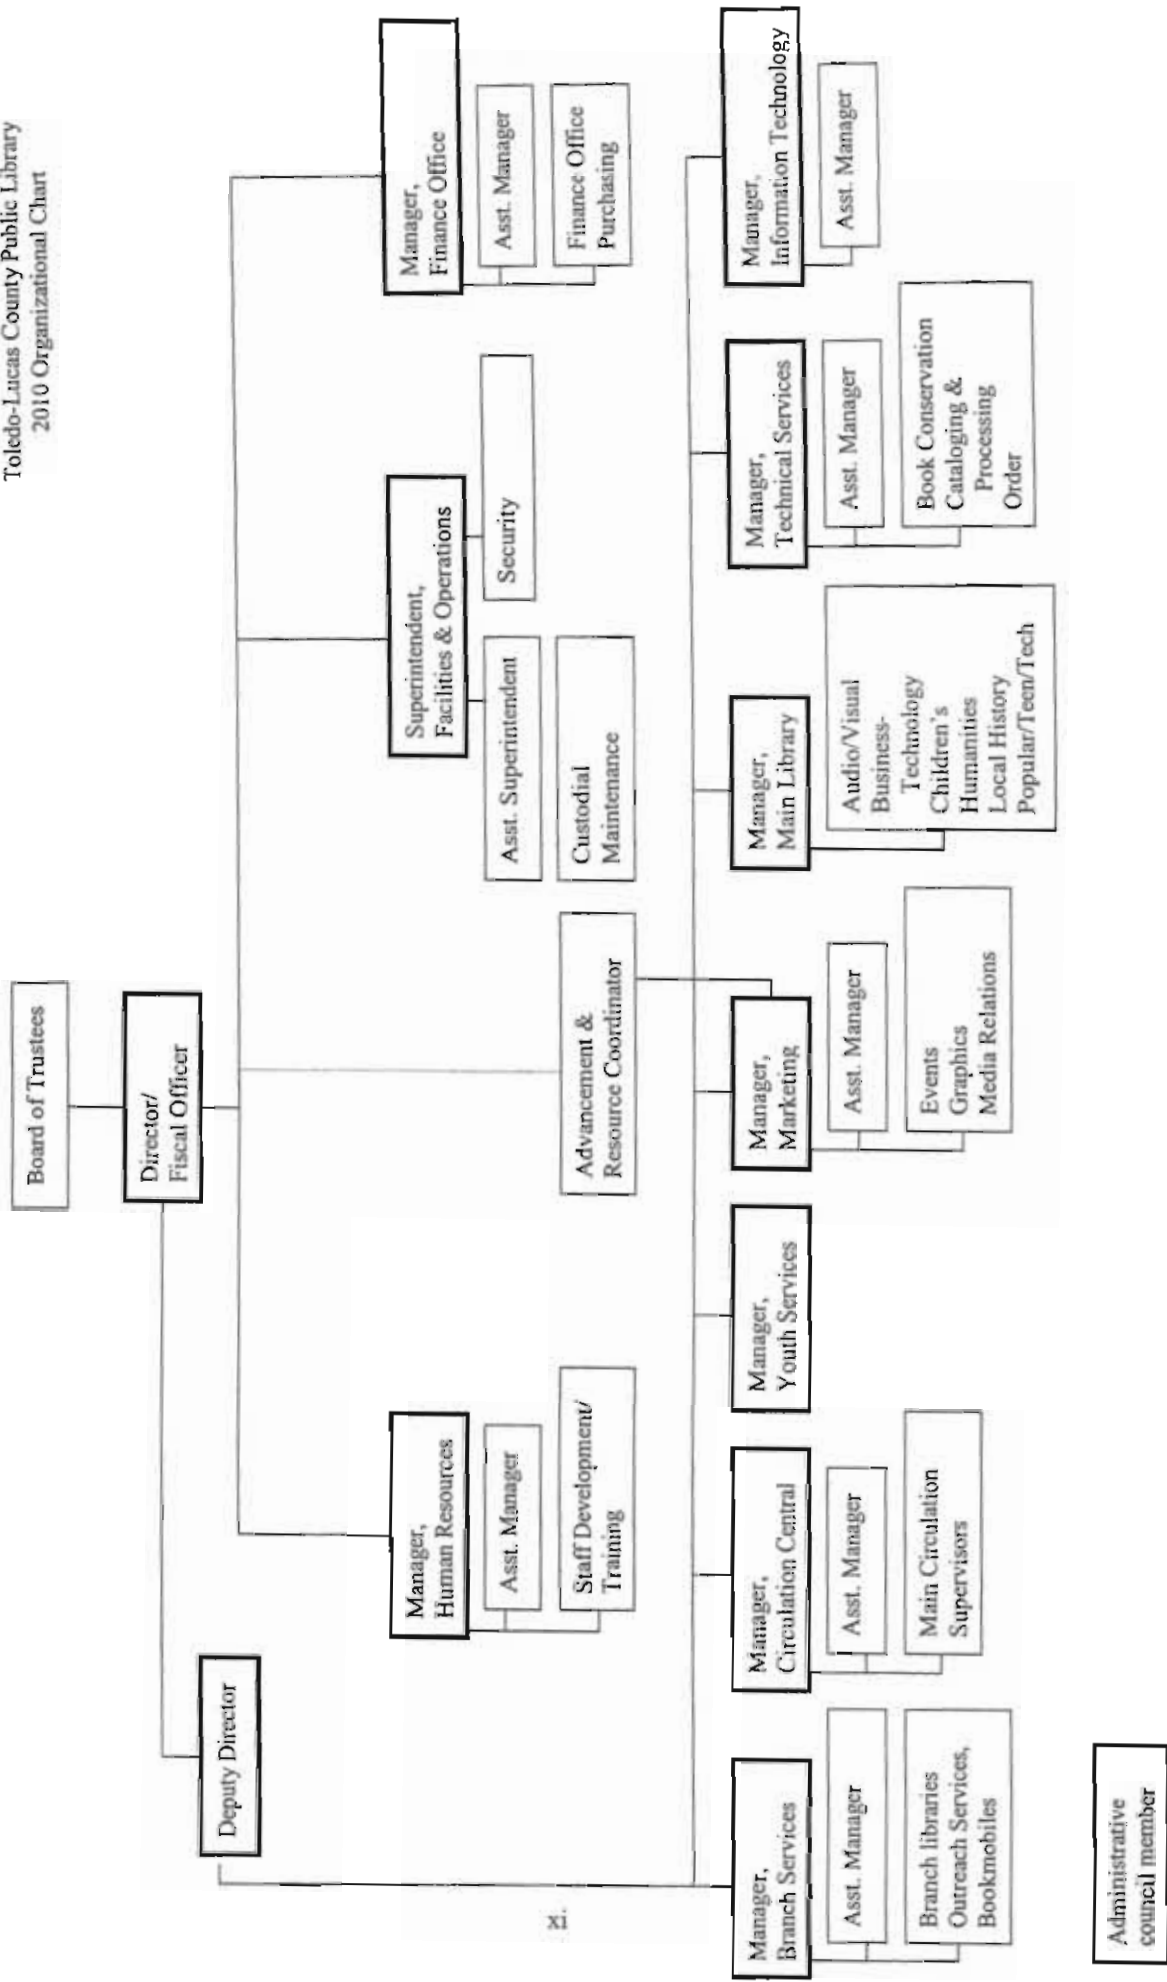 Toledo-Lucas County Public Library
2010 Organizational Chart
Board of Trustees
Director/
Fiscal Officer
Deputy Director
Manager,
Human Resources
Asst. Manager
Staff Development/
Training
Advancement &
Resource Coordinator
Superintendent,
Facilities & Operations
Asst. Superintendent
Custodial
Maintenance
Security
Manager,
Finance Office
Asst. Manager
Finance Office
Purchasing
Manager,
Branch Services
Asst. Manager
Branch libraries
Outreach Services,
Bookmobiles
Manager,
Circulation Central
Asst. Manager
Main Circulation
Supervisors
Manager,
Youth Services
Manager,
Marketing
Asst. Manager
Events
Graphics
Media Relations
Manager,
Main Library
Audio/Visual
Business-
Technology
Children's
Humanities
Local History
Popular/Teen/Tech
Manager,
Technical Services
Asst. Manager
Book Conservation
Cataloging &
Processing
Order
Manager,
Information Technology
Asst. Manager
Administrative
council member
xi